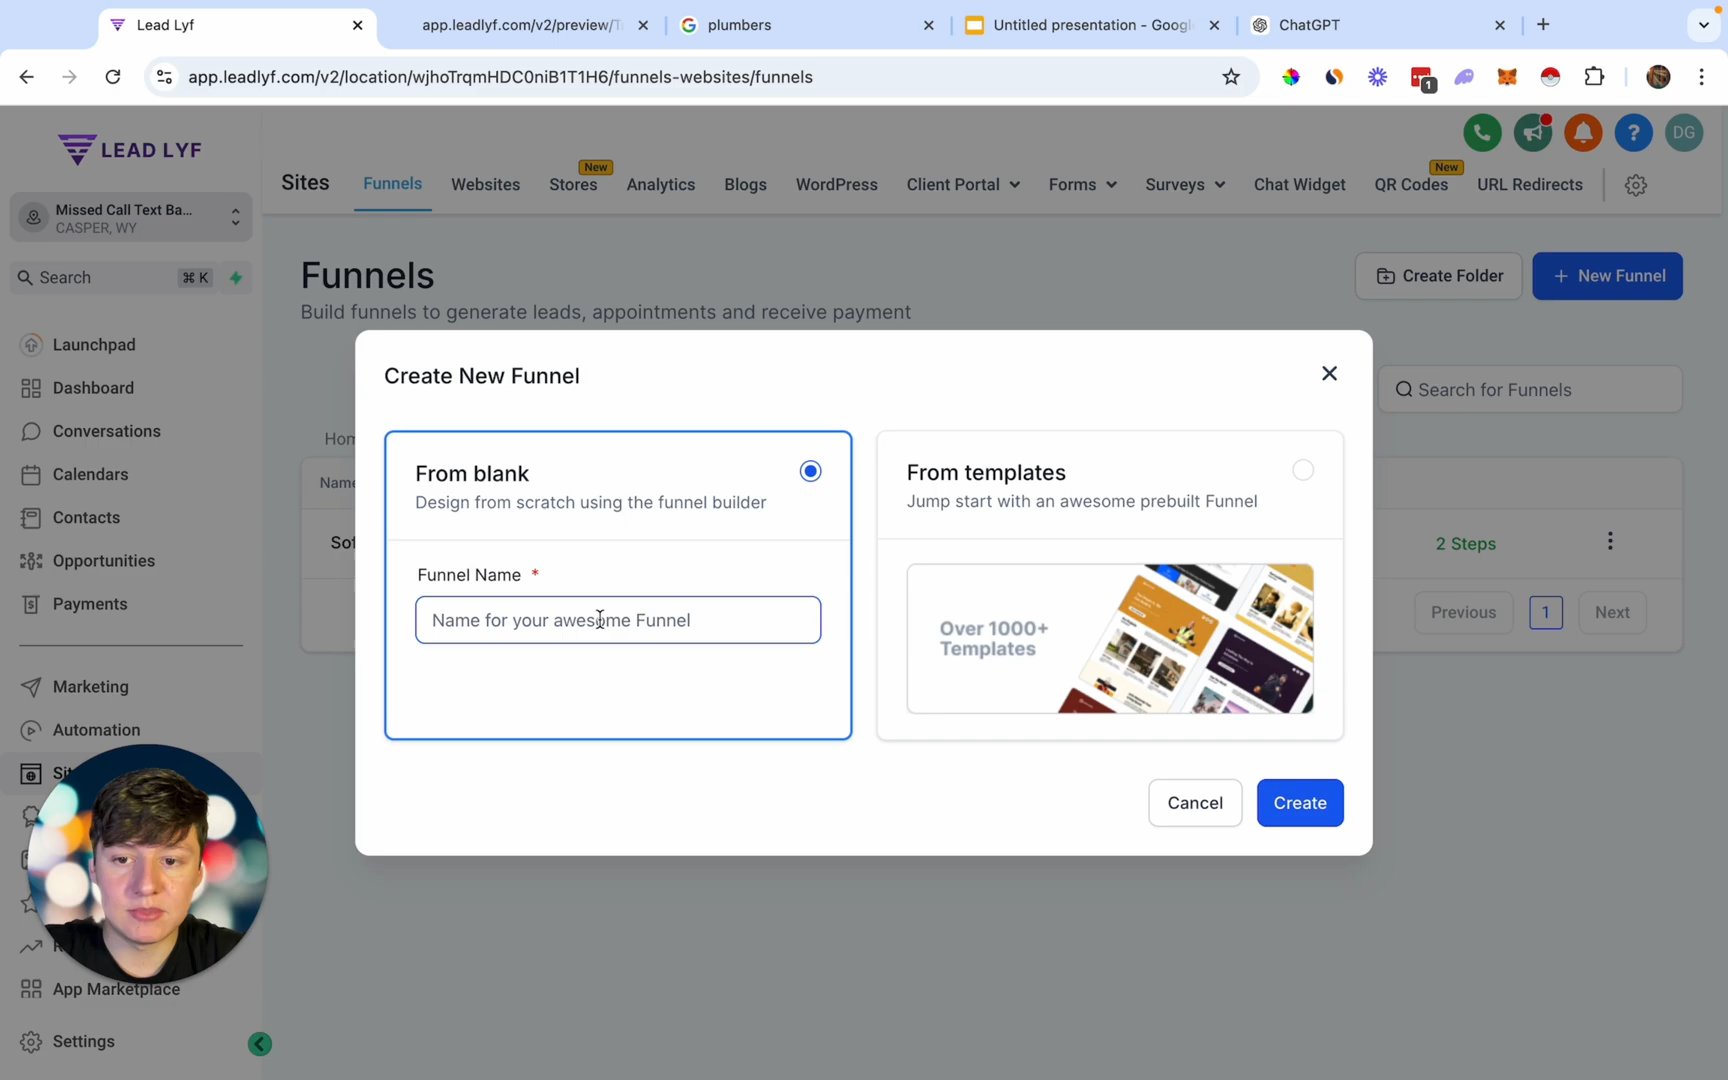 Lead Lyf
app.leadlyf.com/v2/preview/T
plumbers
Untitled presentation - Google
ChatGPT
app.leadlyf.com/v2/location/wjhoTrqmHDC0niB1T1H6/funnels-websites/funnels
1
LEAD LYF
DG
Sites
Funnels
Websites
New
Stores
Analytics
Blogs
WordPress
Client Portal
Forms
Surveys
Chat Widget
New
QR Codes
URL Redirects
Missed Call Text Ba...
CASPER, WY
Search
⌘ K
Launchpad
Dashboard
Conversations
Calendars
Contacts
Opportunities
Payments
Marketing
Automation
App Marketplace
Settings
Funnels
Build funnels to generate leads, appointments and receive payment
Create Folder
+ New Funnel
Search for Funnels
Name
2 Steps
Previous
1
Next
Create New Funnel
From blank
Design from scratch using the funnel builder
Funnel Name *
Name for your awesome Funnel
From templates
Jump start with an awesome prebuilt Funnel
Over 1000+
Templates
Cancel
Create